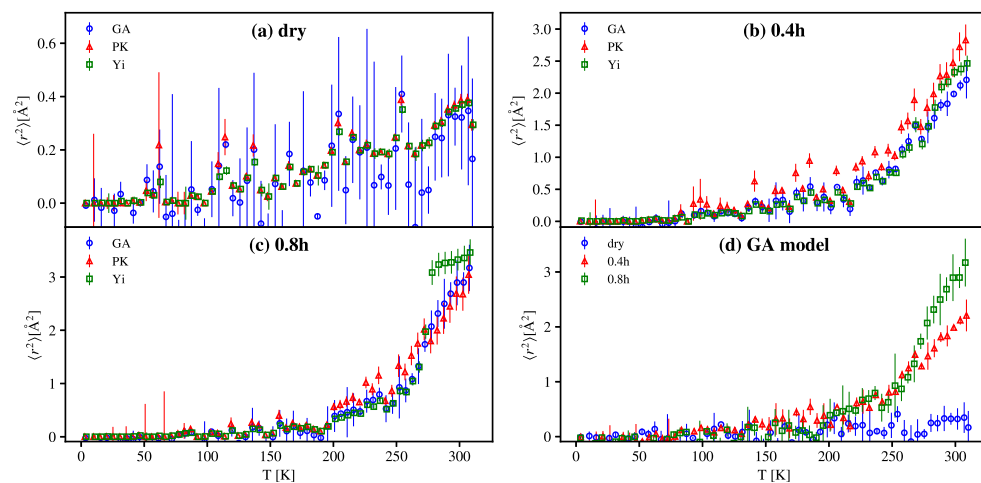 (a) dry
GA
PK
Yi
0.6
0.4
0.2
0.0
⟨r²⟩[Å²]
(b) 0.4h
GA
PK
Yi
3.0
2.5
2.0
1.5
1.0
0.5
0.0
⟨r²⟩[Å²]
(c) 0.8h
GA
PK
Yi
3
2
1
0
⟨r²⟩[Å²]
0 50 100 150 200 250 300
T [K]
(d) GA model
dry
0.4h
0.8h
3
2
1
0
⟨r²⟩[Å²]
0 50 100 150 200 250 300
T [K]